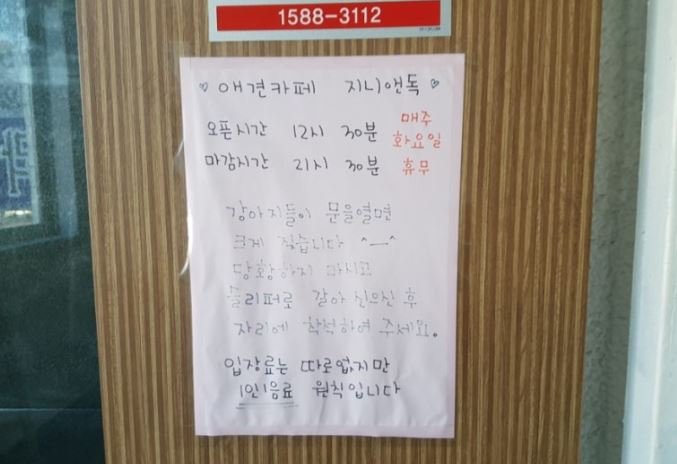 1588-3112
♡ 애견카페 지니앤독 ♡
오픈시간 12시 30분 매주 화요일
마감시간 21시 30분 휴무
강아지들이 문을열면
크게 짖습니다 ^ㅡ^
당황하지 마시고
슬리퍼로 갈아 신으신 후
자리에 착석하여 주세요.
입장료는 따로없지만
1인1음료 원칙입니다